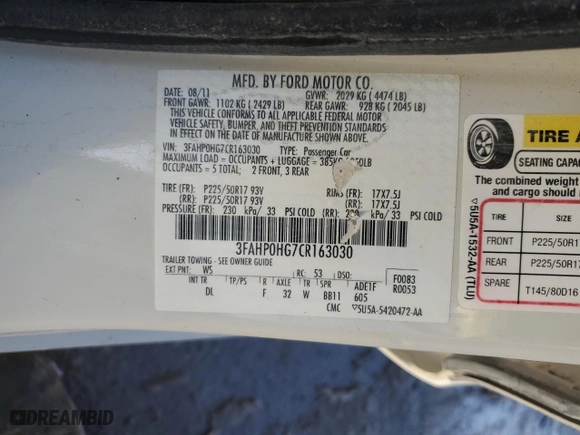 MFD. BY FORD MOTOR CO.
DATE: 08/11 GVWR: 2029 KG ( 4474 LB)
FRONT GAWR: 1102 KG ( 2429 LB) REAR GAWR: 928 KG ( 2045 LB)
THIS VEHICLE CONFORMS TO ALL APPLICABLE FEDERAL MOTOR
VEHICLE SAFETY, BUMPER, AND THEFT PREVENTION STANDARDS
IN EFFECT ON THE DATE OF MANUFACTURE SHOWN ABOVE.
VIN: 3FAHP0HG7CR163030 TYPE: Passenger Car
MAXIMUM LOAD = OCCUPANTS + LUGGAGE = 385KG 850LB
OCCUPANTS = 5 TOTAL; 2 FRONT, 3 REAR
TIRE (FR): P225/50R17 93V RIMS (FR): 17X7.5J
(RR): P225/50R17 93V (RR): 17X7.5J
PRESSURE (FR): 230 kPa/ 33 PSI COLD (RR): kPa/ 33 PSI COLD
3FAHP0HG7CR163030
TRAILER TOWING - SEE OWNER GUIDE
EXT PNT: WS RC: 53 DSO: F0083
INT TR TP/PS R AXLE TR SPR ADE1F R0053
DL F 32 W BB11 605
CMC ▽5U5A-5420472-AA
TIRE A
SEATING CAPAC
The combined weight
and cargo should
TIRE SIZE
FRONT P225/50R1
REAR P225/50R17
SPARE T145/80D16
▽5U5A-1532-AA (TLU)
DREAMBID